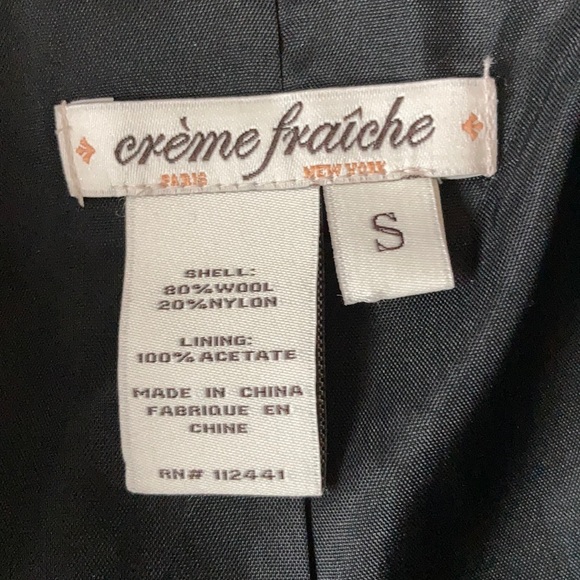 crème fraîche
PARIS NEW YORK
S
SHELL:
80% WOOL
20% NYLON
LINING:
100% ACETATE
MADE IN CHINA
FABRIQUE EN
CHINE
RN# 112441